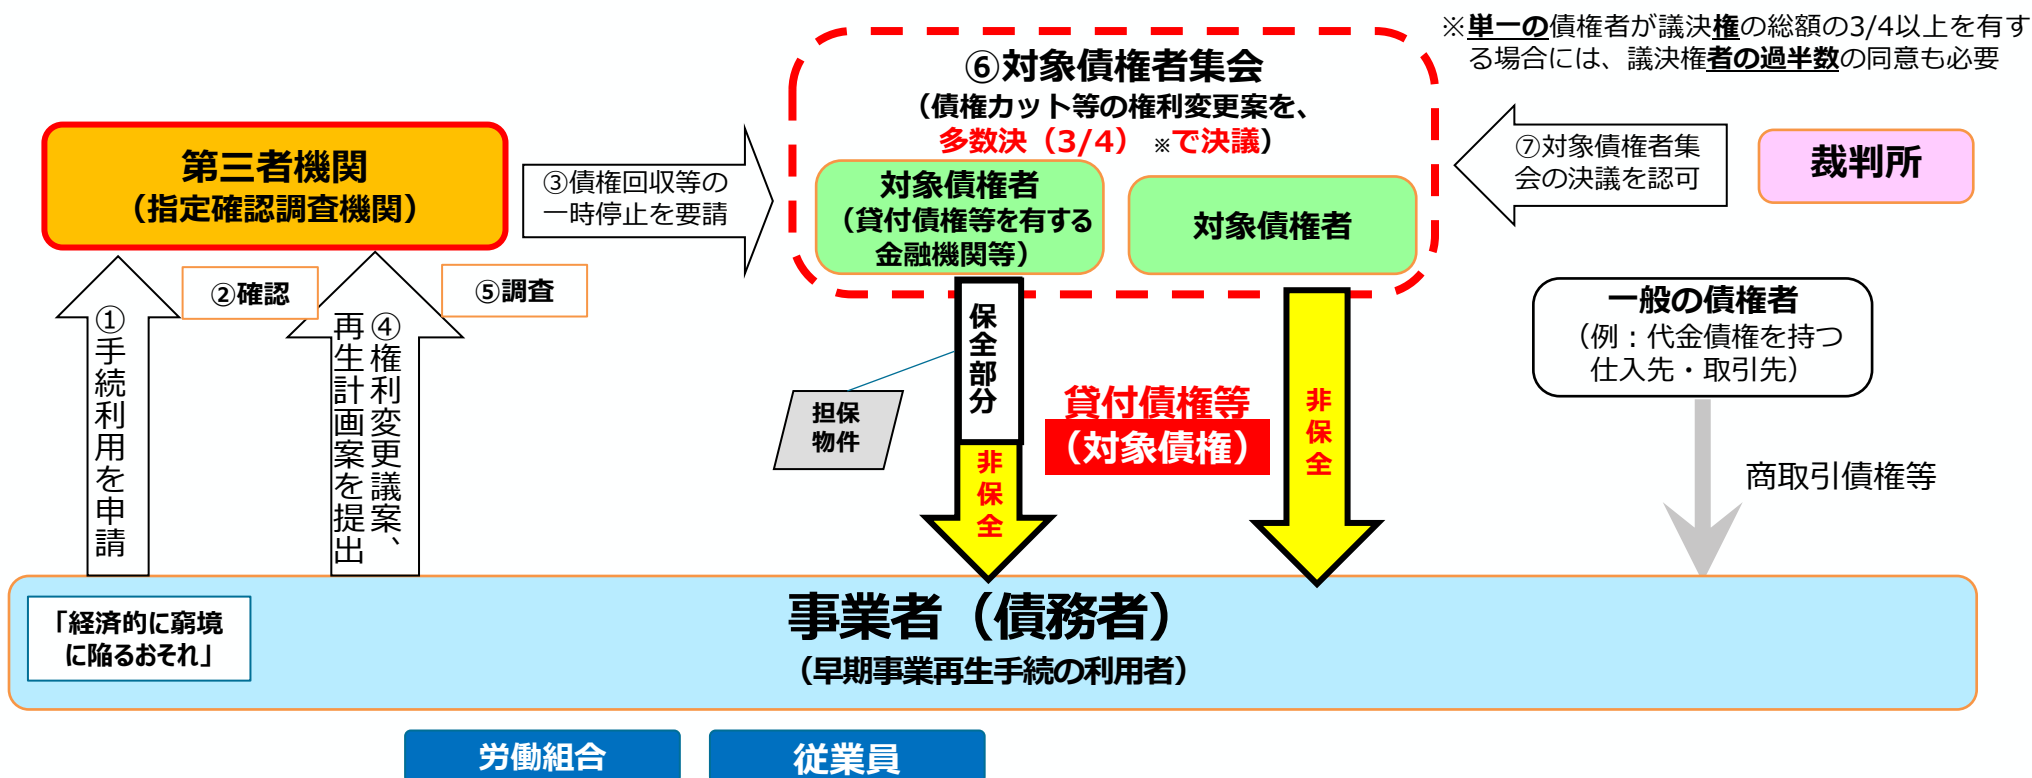 ※単一の債権者が議決権の総額の3/4以上を有す
る場合には、議決権者の過半数の同意も必要
⑥対象債権者集会
（債権カット等の権利変更案を、
多数決（3/4）※で決議）
第三者機関
（指定確認調査機関）
③債権回収等の
一時停止を要請
対象債権者
（貸付債権等を有する
金融機関等）
対象債権者
⑦対象債権者集
会の決議を認可
裁判所
①手続利用を申請
②確認
④権利変更議案、
再生計画案を提出
⑤調査
保全部分
非保全
担保
物件
貸付債権等
（対象債権）
非保全
一般の債権者
（例：代金債権を持つ
仕入先・取引先）
商取引債権等
「経済的に窮境
に陥るおそれ」
事業者（債務者）
（早期事業再生手続の利用者）
労働組合
従業員